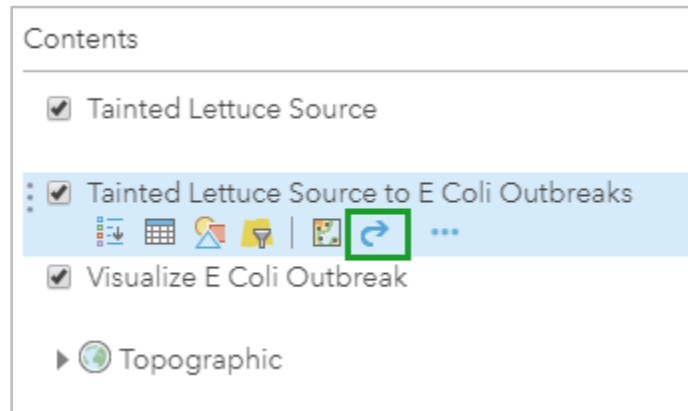 Contents
Tainted Lettuce Source
Tainted Lettuce Source to E Coli Outbreaks
Visualize E Coli Outbreak
Topographic